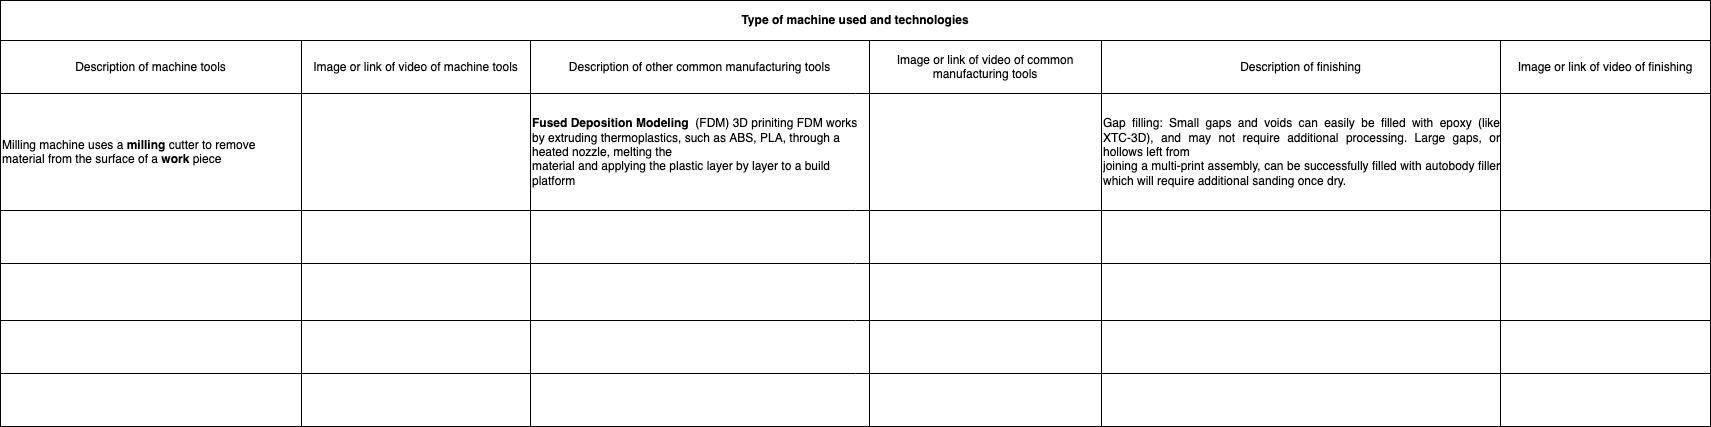 Type of machine used and technologies
Description of machine tools
Image or link of video of machine tools
Description of other common manufacturing tools
Image or link of video of common
manufacturing tools
Description of finishing
Image or link of video of finishing
Milling machine uses a milling cutter to remove
material from the surface of a work piece
Fused Deposition Modeling (FDM) 3D priniting FDM works
by extruding thermoplastics, such as ABS, PLA, through a
heated nozzle, melting the
material and applying the plastic layer by layer to a build
platform
Gap filling: Small gaps and voids can easily be filled with epoxy (like
XTC-3D), and may not require additional processing. Large gaps, or
hollows left from
joining a multi-print assembly, can be successfully filled with autobody filler
which will require additional sanding once dry.